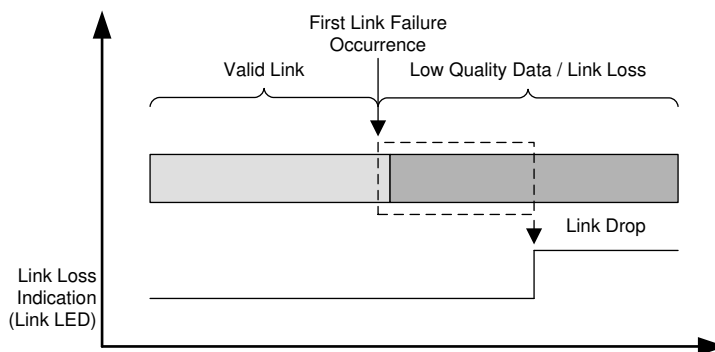 First Link Failure
Occurrence
Valid Link
Low Quality Data / Link Loss
Link Drop
Link Loss
Indication
(Link LED)